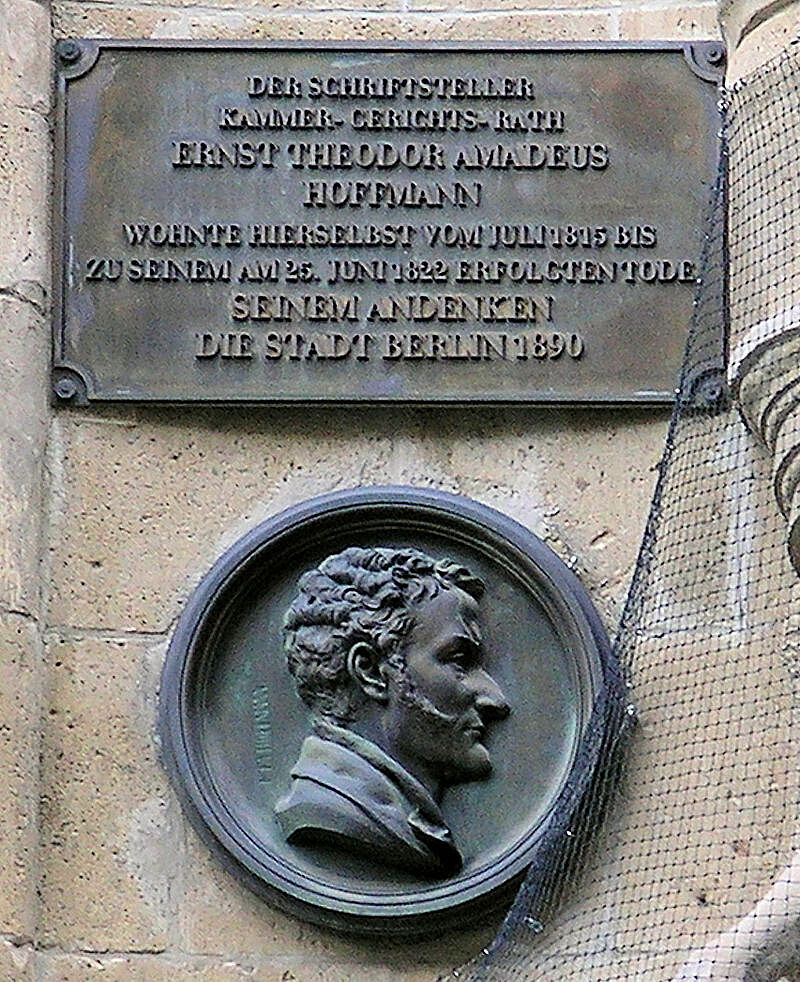 DER SCHRIFTSTELLER
KAMMER-GERICHTS-RATH
ERNST THEODOR AMADEUS
HOFFMANN
WOHNTE HIERSELBST VOM JULI 1815 BIS
ZU SEINEM AM 25. JUNI 1822 ERFOLGTEN TODE.
SEINEM ANDENKEN
DIE STADT BERLIN 1890